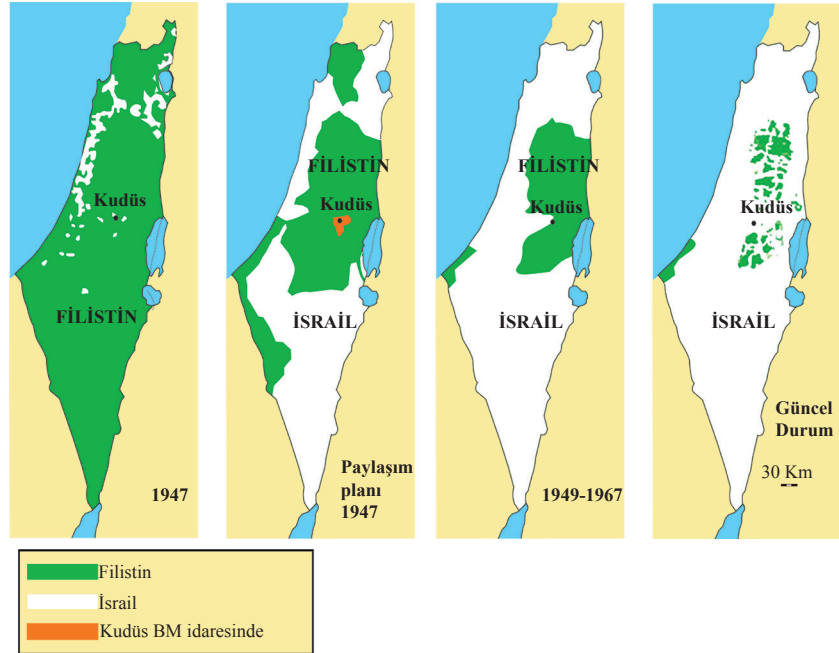 Kudüs
FİLİSTİN
1947
FİLİSTİN
Kudüs
İSRAİL
Paylaşım
planı
1947
FİLİSTİN
Kudüs
İSRAİL
1949-1967
Kudüs
İSRAİL
Güncel
Durum
30 Km
Filistin
İsrail
Kudüs BM idaresinde